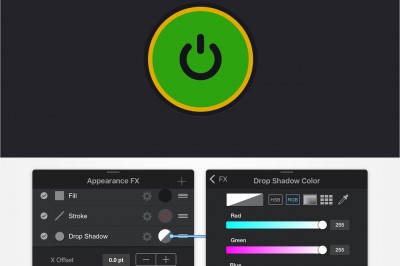 Appearance FX
Fill
Stroke
Drop Shadow
X Offset
0.0 pt
FX
Drop Shadow Color
HSB
RGB
Red
255
Green
255
Blue